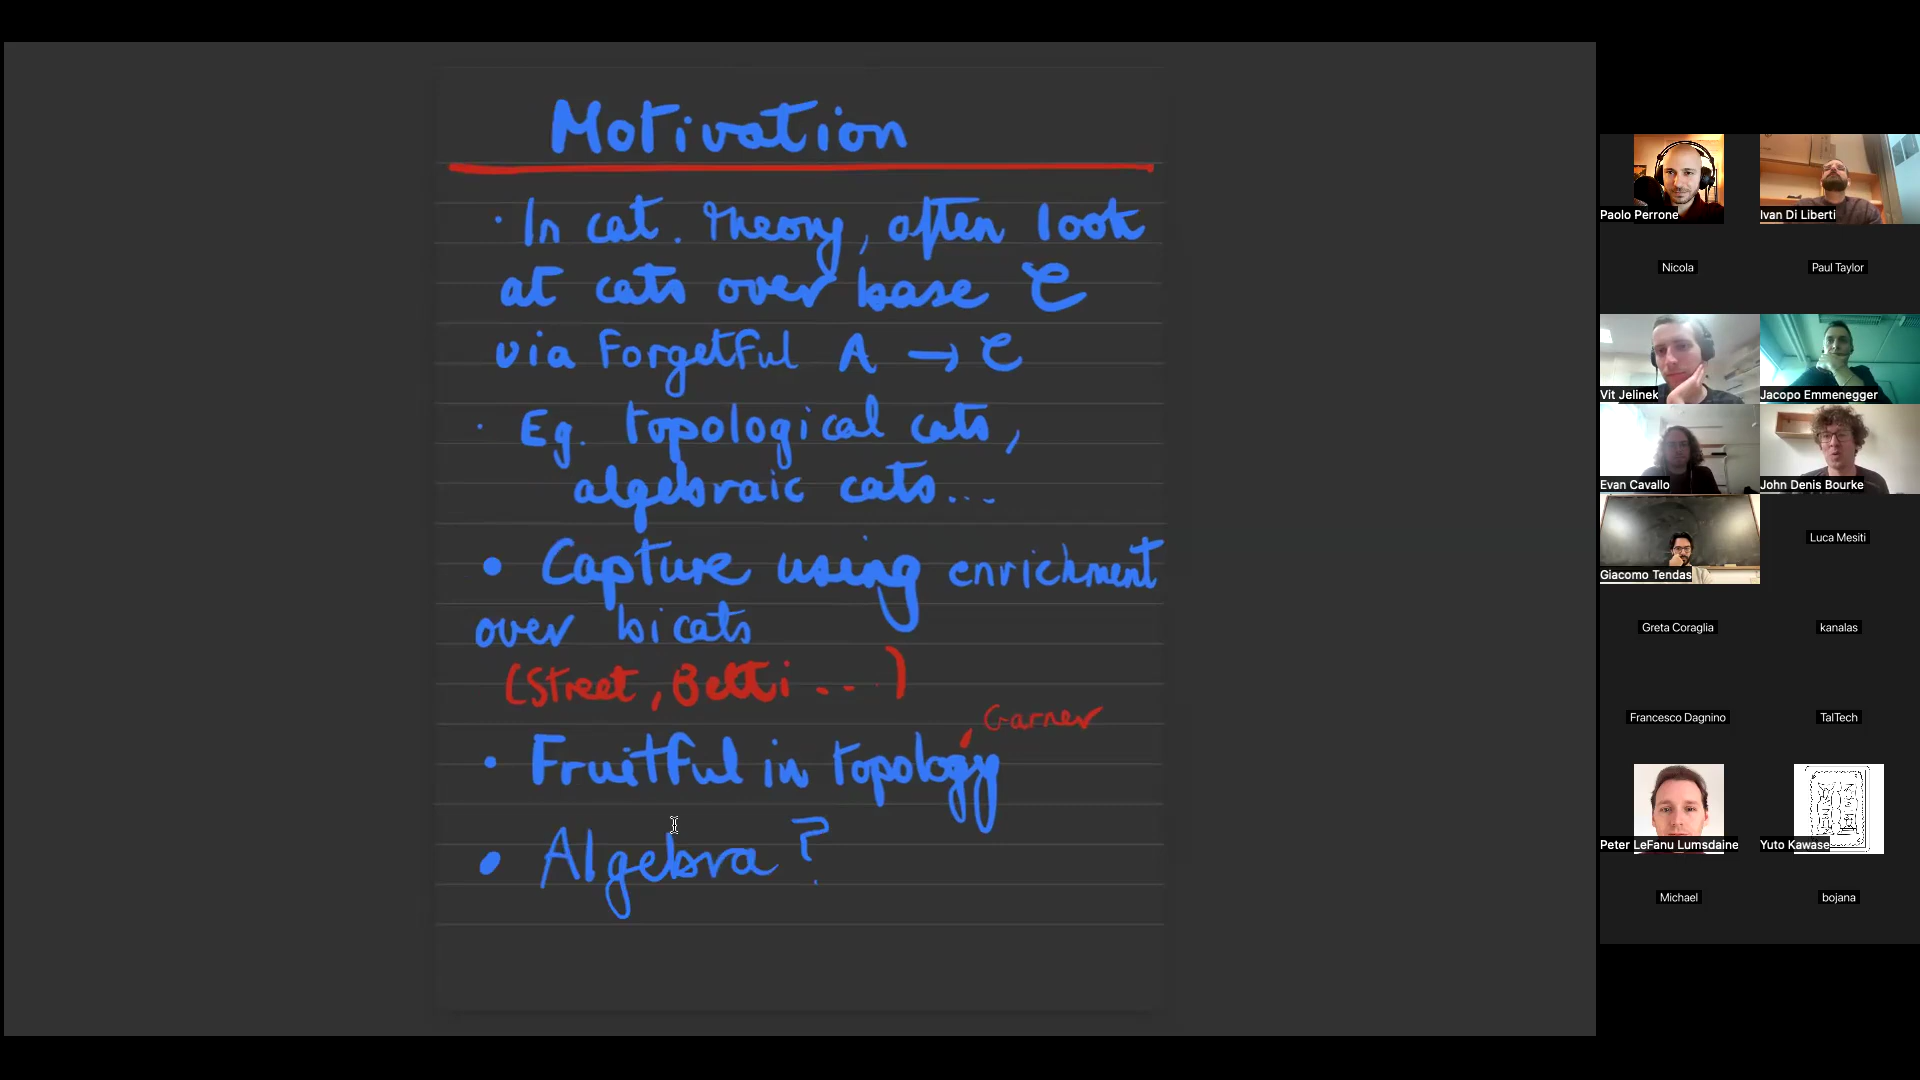 Motivation
· In cat. Theory, often look
at cats over base C
via Forgetful A → C
· Eg. topological cats,
algebraic cats...
• Capture using enrichment
over bicats
(Street, Betti ... )
, Garner
• Fruitful in topology
• Algebra ?
Paolo Perrone
Ivan Di Liberti
Nicola
Paul Taylor
Vit Jelinek
Jacopo Emmenegger
Evan Cavallo
John Denis Bourke
Giacomo Tendas
Luca Mesiti
Greta Coraglia
kanalas
Francesco Dagnino
TalTech
Peter LeFanu Lumsdaine
Yuto Kawase
Michael
bojana